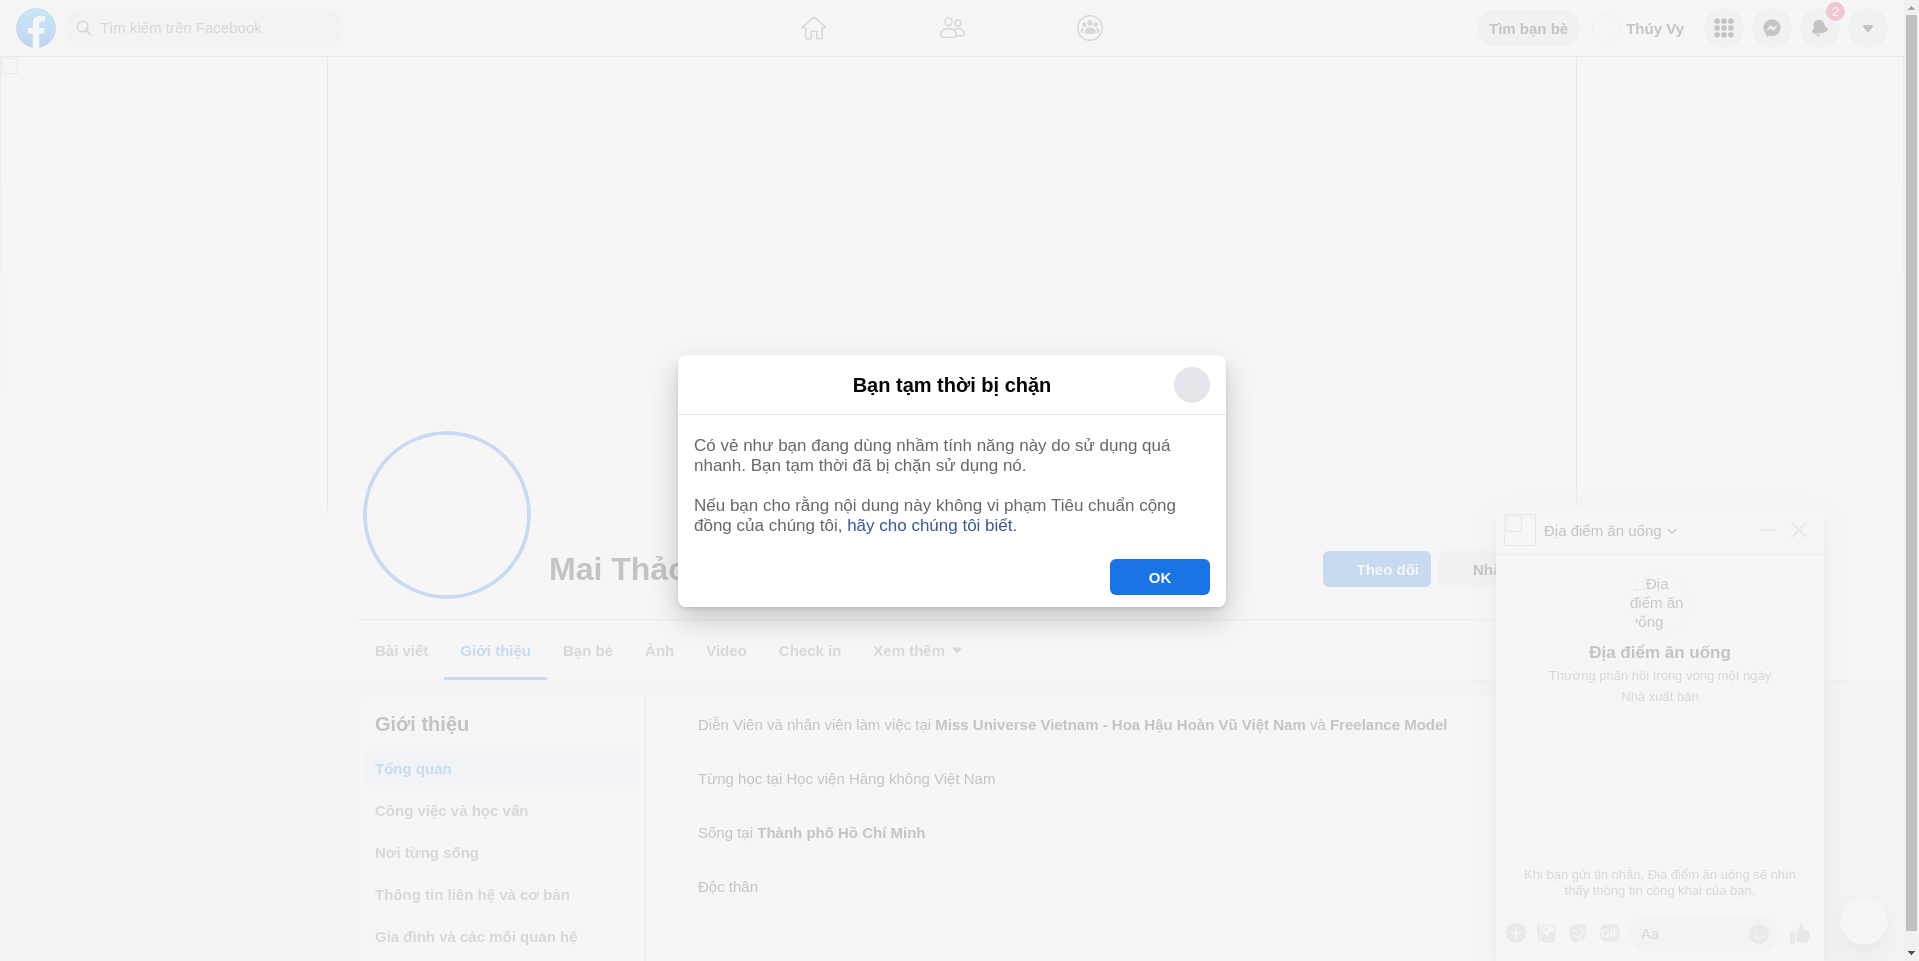 Tìm kiếm trên Facebook
Tìm bạn bè
Thúy Vy
2
Bạn tạm thời bị chặn
Có vẻ như bạn đang dùng nhầm tính năng này do sử dụng quá
nhanh. Bạn tạm thời đã bị chặn sử dụng nó.
Nếu bạn cho rằng nội dung này không vi phạm Tiêu chuẩn cộng
đồng của chúng tôi, hãy cho chúng tôi biết.
OK
Mai Thảo
Theo dõi
Bài viết
Giới thiệu
Bạn bè
Ảnh
Video
Check in
Xem thêm
Giới thiệu
Tổng quan
Công việc và học vấn
Nơi từng sống
Thông tin liên hệ và cơ bản
Gia đình và các mối quan hệ
Diễn Viên và nhân viên làm việc tại Miss Universe Vietnam - Hoa Hậu Hoàn Vũ Việt Nam và Freelance Model
Từng học tại Học viện Hàng không Việt Nam
Sống tại Thành phố Hồ Chí Minh
Độc thân
Địa điểm ăn uống
Địa
điểm ăn
uống
Địa điểm ăn uống
Thường phản hồi trong vòng một ngày
Nhà xuất bản
Khi bạn gửi tin nhắn, Địa điểm ăn uống sẽ nhìn
thấy thông tin công khai của bạn.
GIF
Aa